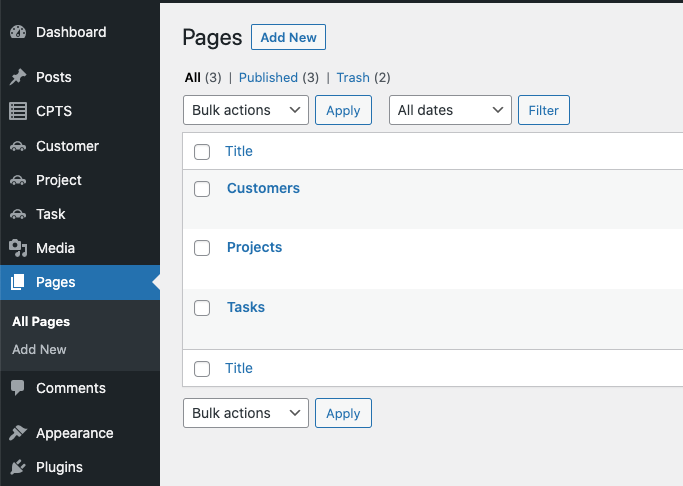 Dashboard
Posts
CPTS
Customer
Project
Task
Media
Pages
All Pages
Add New
Comments
Appearance
Plugins
Pages Add New
All (3) | Published (3) | Trash (2)
Bulk actions Apply All dates Filter
Title
Customers
Projects
Tasks
Title
Bulk actions Apply